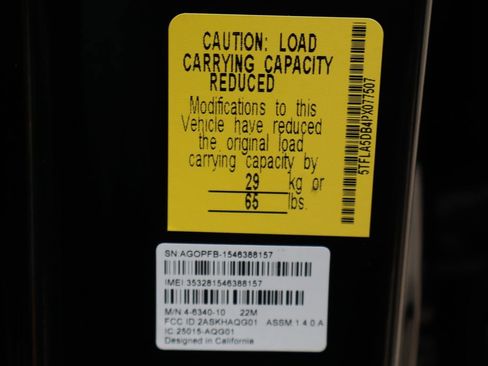 CAUTION: LOAD
CARRYING CAPACITY
REDUCED
Modifications to this
Vehicle have reduced
the original load
carrying capacity by
29 kg or
65 lbs.
5TFLA5DB4PX077507
SN:AGOPFB-1546388157
IMEI:353281546388157
M/N:4-6340-10 22M
FCC ID:2ASKHAQG01 ASSM 1 4 0 A
IC:25015-AQG01
Designed in California